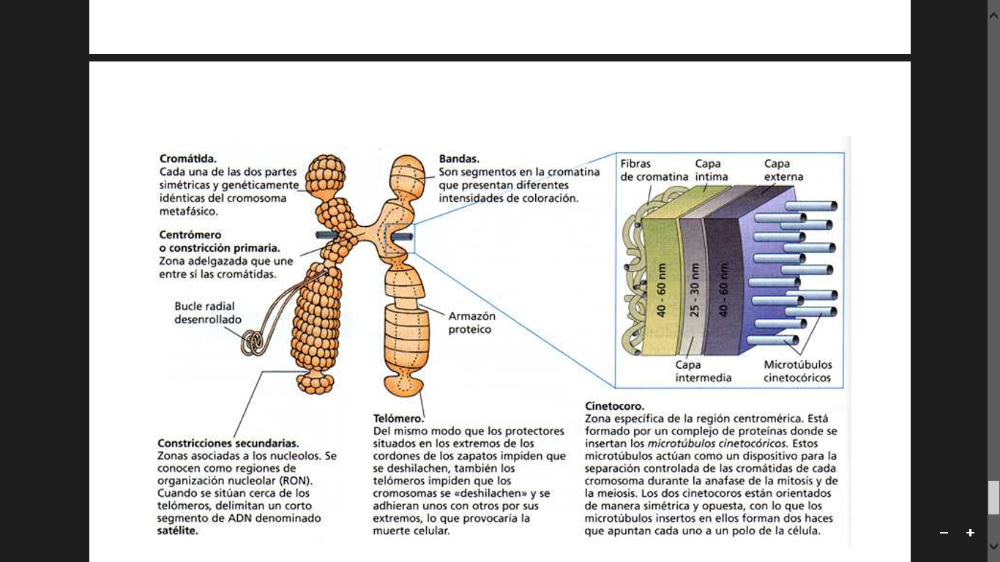 Cromátida.
Cada una de las dos partes
simétricas y genéticamente
idénticas del cromosoma
metafásico.
Centrómero
o constricción primaria.
Zona adelgazada que une
entre sí las cromátidas.
Bucle radial
desenrollado
Constricciones secundarias.
Zonas asociadas a los nucleolos. Se
conocen como regiones de
organización nucleolar (RON).
Cuando se sitúan cerca de los
telómeros, delimitan un corto
segmento de ADN denominado
satélite.
Bandas.
Son segmentos en la cromatina
que presentan diferentes
intensidades de coloración.
Armazón
proteico
Telómero.
Del mismo modo que los protectores
situados en los extremos de los
cordones de los zapatos impiden que
se deshilachen, también los
telómeros impiden que los
cromosomas se «deshilachen» y se
adhieran unos con otros por sus
extremos, lo que provocaría la
muerte celular.
Fibras
de cromatina
Capa
íntima
Capa
externa
40 - 60 nm
25 - 30 nm
40 - 60 nm
Capa
intermedia
Microtúbulos
cinetocóricos
Cinetocoro.
Zona específica de la región centromérica. Está
formado por un complejo de proteínas donde se
insertan los microtúbulos cinetocóricos. Estos
microtúbulos actúan como un dispositivo para la
separación controlada de las cromátidas de cada
cromosoma durante la anafase de la mitosis y de
la meiosis. Los dos cinetocoros están orientados
de manera simétrica y opuesta, con lo que los
microtúbulos insertos en ellos forman dos haces
que apuntan cada uno a un polo de la célula.